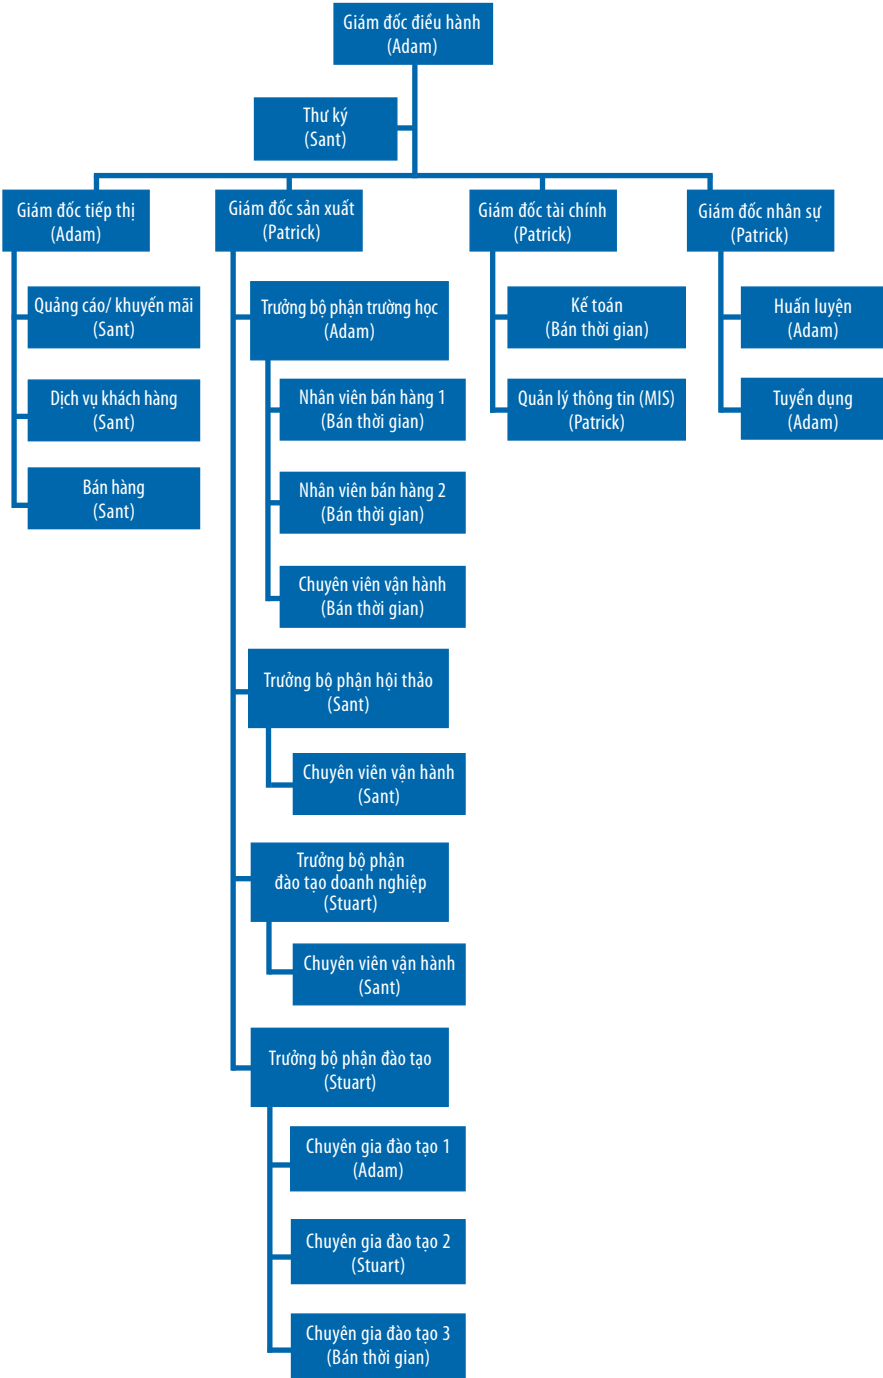 Giám đốc điều hành
(Adam)
Thư ký
(Sant)
Giám đốc tiếp thị
(Adam)
Quảng cáo/ khuyến mãi
(Sant)
Dịch vụ khách hàng
(Sant)
Bán hàng
(Sant)
Giám đốc sản xuất
(Patrick)
Trưởng bộ phận trường học
(Adam)
Nhân viên bán hàng 1
(Bán thời gian)
Nhân viên bán hàng 2
(Bán thời gian)
Chuyên viên vận hành
(Bán thời gian)
Trưởng bộ phận hội thảo
(Sant)
Chuyên viên vận hành
(Sant)
Trưởng bộ phận
đào tạo doanh nghiệp
(Stuart)
Chuyên viên vận hành
(Sant)
Trưởng bộ phận đào tạo
(Stuart)
Chuyên gia đào tạo 1
(Adam)
Chuyên gia đào tạo 2
(Stuart)
Chuyên gia đào tạo 3
(Bán thời gian)
Giám đốc tài chính
(Patrick)
Kế toán
(Bán thời gian)
Quản lý thông tin (MIS)
(Patrick)
Giám đốc nhân sự
(Patrick)
Huấn luyện
(Adam)
Tuyển dụng
(Adam)